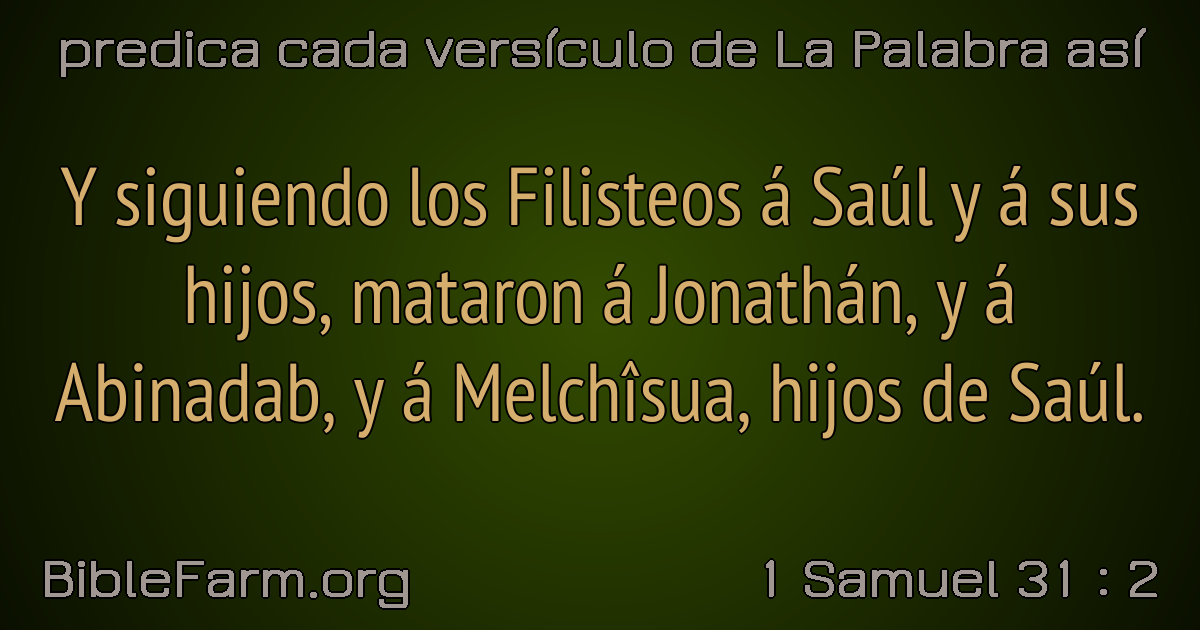 predica cada versículo de La Palabra así
Y siguiendo los Filisteos á Saúl y á sus
hijos, mataron á Jonathán, y á
Abinadab, y á Melchîsua, hijos de Saúl.
BibleFarm.org
1 Samuel 31 : 2